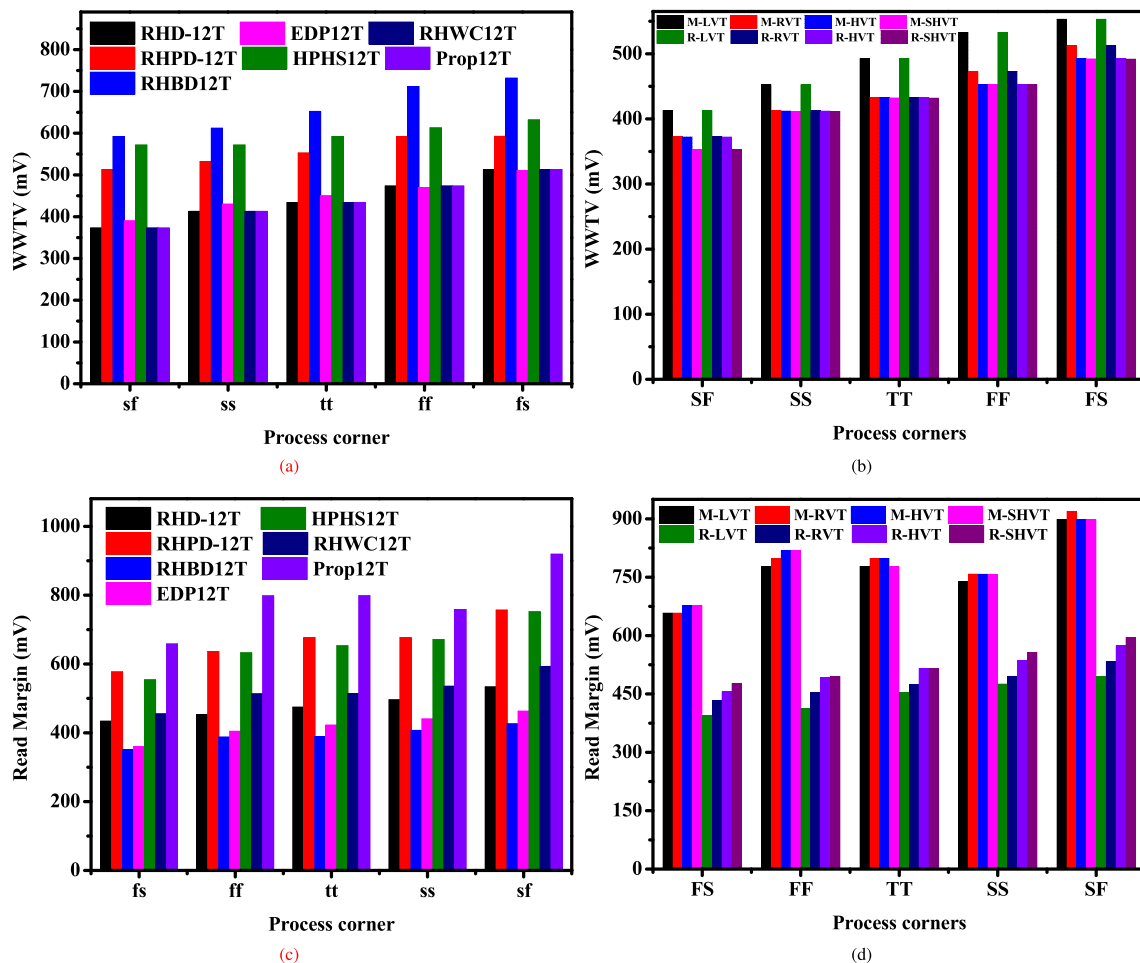 RHD-12T EDP12T RHWC12T
RHPD-12T HPHS12T Prop12T
RHBD12T
WWTV (mV)
800
700
600
500
400
300
200
100
0
sf ss tt ff fs
Process corner
(a)
M-LVT M-RVT M-HVT M-SHVT
R-LVT R-RVT R-HVT R-SHVT
WWTV (mV)
500
400
300
200
100
0
SF SS TT FF FS
Process corners
(b)
RHD-12T HPHS12T
RHPD-12T RHWC12T
RHBD12T Prop12T
EDP12T
Read Margin (mV)
1000
800
600
400
200
0
fs ff tt ss sf
Process corner
(c)
M-LVT M-RVT M-HVT M-SHVT
R-LVT R-RVT R-HVT R-SHVT
Read Margin (mV)
900
750
600
450
300
150
0
FS FF TT SS SF
Process corners
(d)